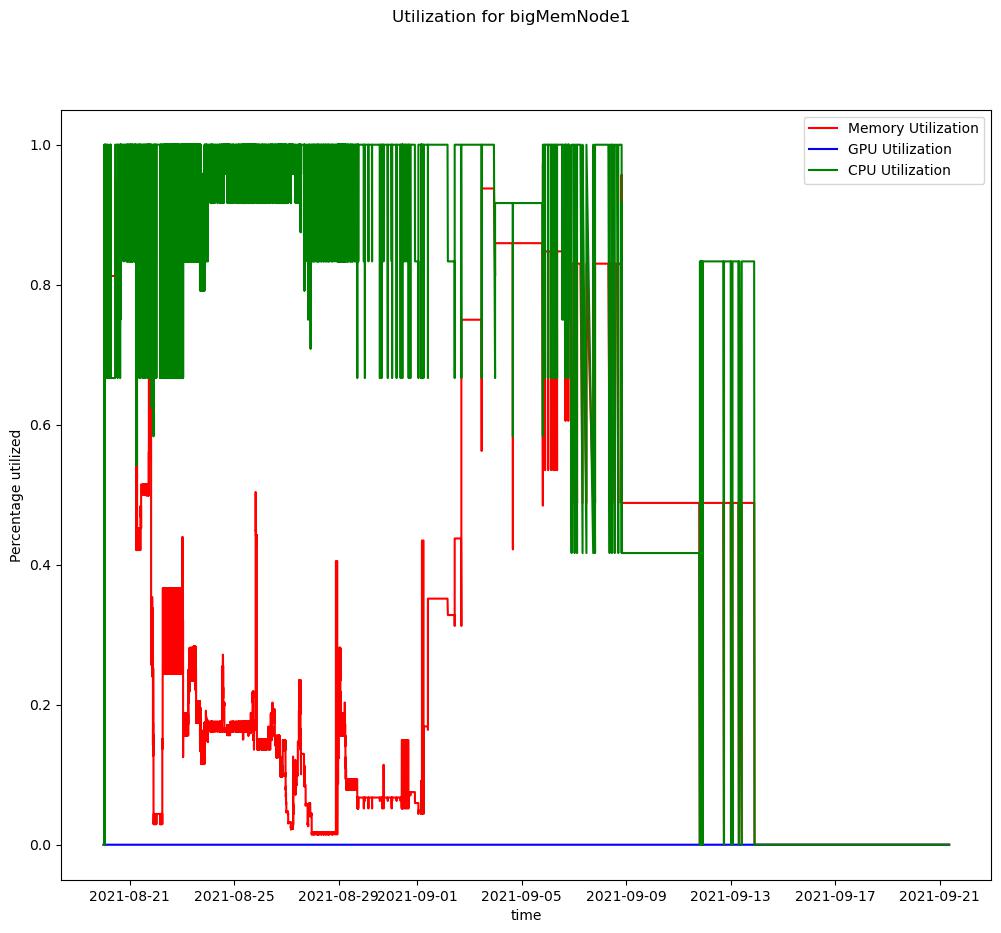 Utilization for bigMemNode1
Memory Utilization
GPU Utilization
CPU Utilization
1.0
0.8
0.6
0.4
0.2
0.0
Percentage utilized
2021-08-21 2021-08-25 2021-08-29 2021-09-01 2021-09-05 2021-09-09 2021-09-13 2021-09-17 2021-09-21
time